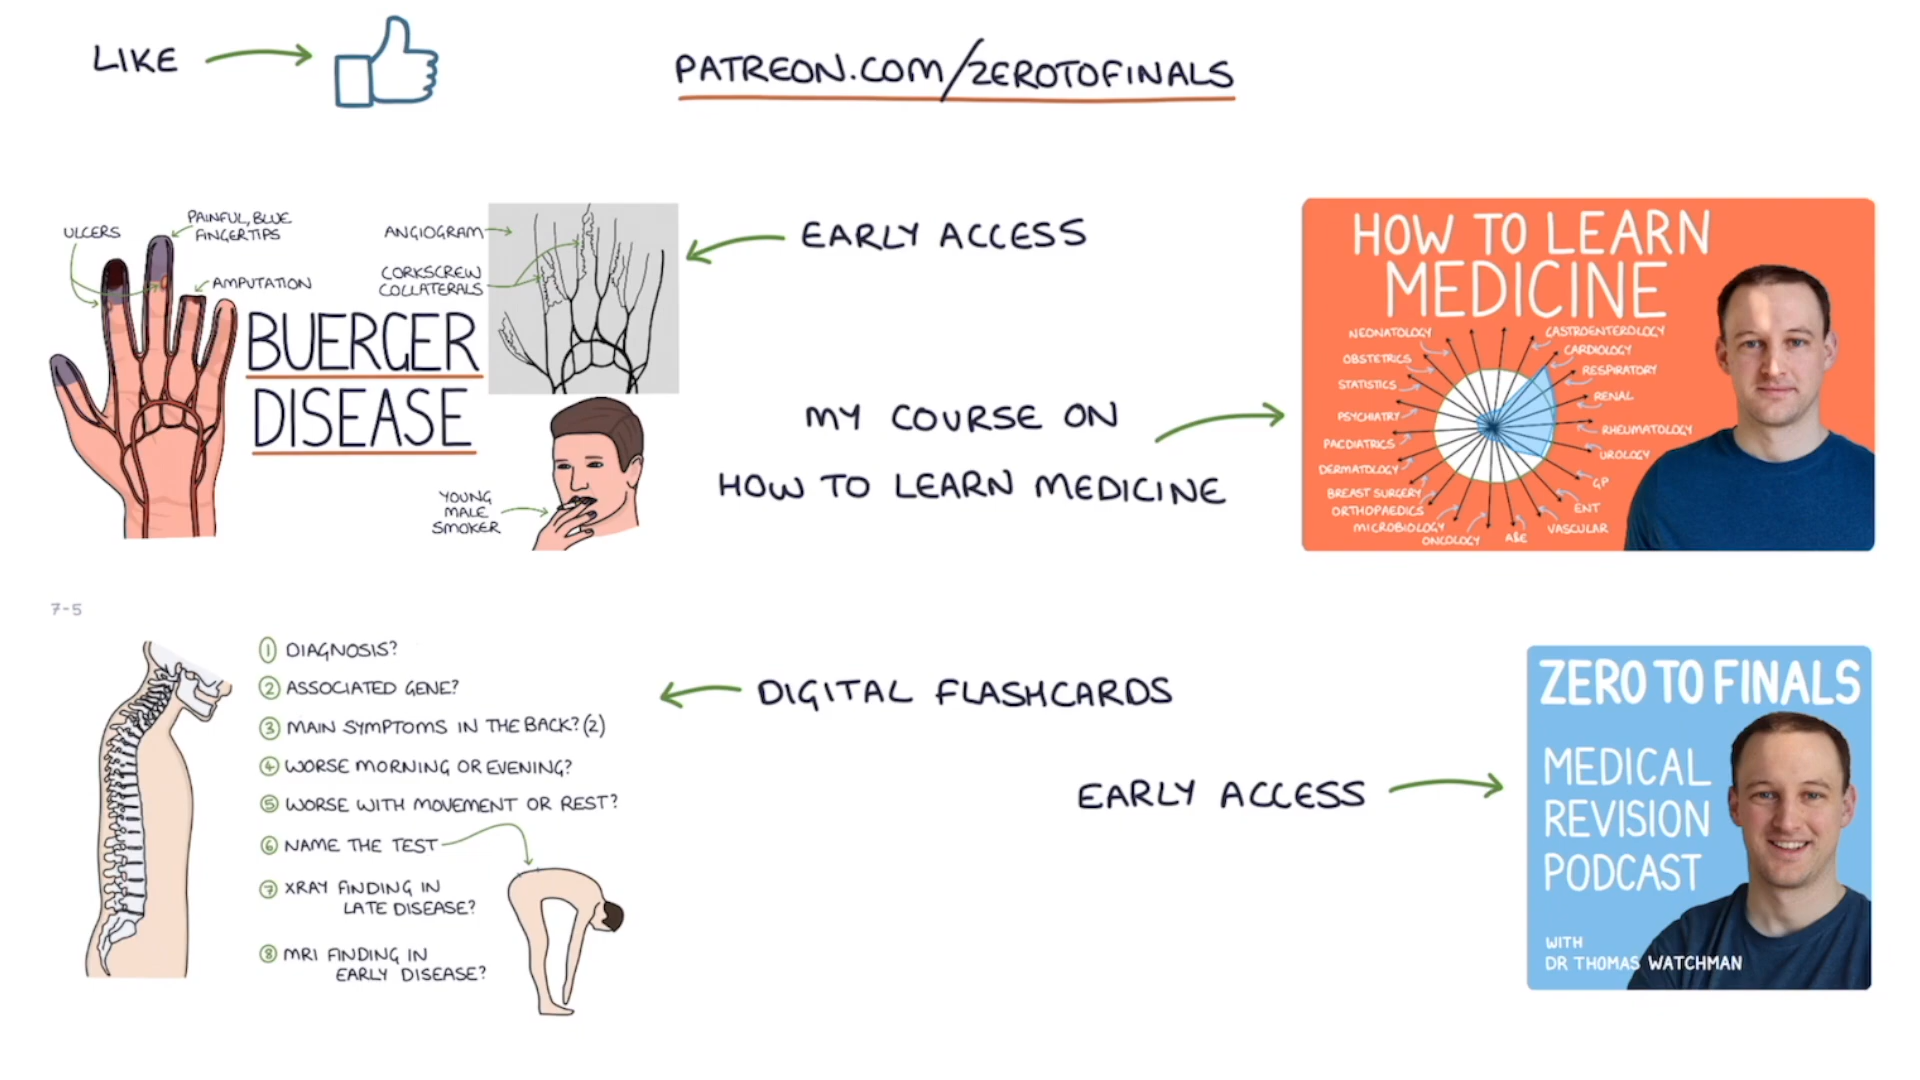 LIKE
PATREON.COM/ZEROTOFINALS
ULCERS
PAINFUL, BLUE
FINGERTIPS
AMPUTATION
BUERGER
DISEASE
ANGIOGRAM
CORKSCREW
COLLATERALS
YOUNG
MALE
SMOKER
EARLY ACCESS
MY COURSE ON
HOW TO LEARN MEDICINE
HOW TO LEARN
MEDICINE
NEONATOLOGY
OBSTETRICS
STATISTICS
PSYCHIATRY
PAEDIATRICS
DERMATOLOGY
BREAST SURGERY
ORTHOPAEDICS
MICROBIOLOGY
ONCOLOGY
A&E
VASCULAR
ENT
GP
UROLOGY
RHEUMATOLOGY
RENAL
RESPIRATORY
CARDIOLOGY
GASTROENTEROLOGY
7-5
1 DIAGNOSIS?
2 ASSOCIATED GENE?
3 MAIN SYMPTOMS IN THE BACK? (2)
4 WORSE MORNING OR EVENING?
5 WORSE WITH MOVEMENT OR REST?
6 NAME THE TEST
7 XRAY FINDING IN
LATE DISEASE?
8 MRI FINDING IN
EARLY DISEASE?
DIGITAL FLASHCARDS
EARLY ACCESS
ZERO TO FINALS
MEDICAL
REVISION
PODCAST
WITH
DR THOMAS WATCHMAN